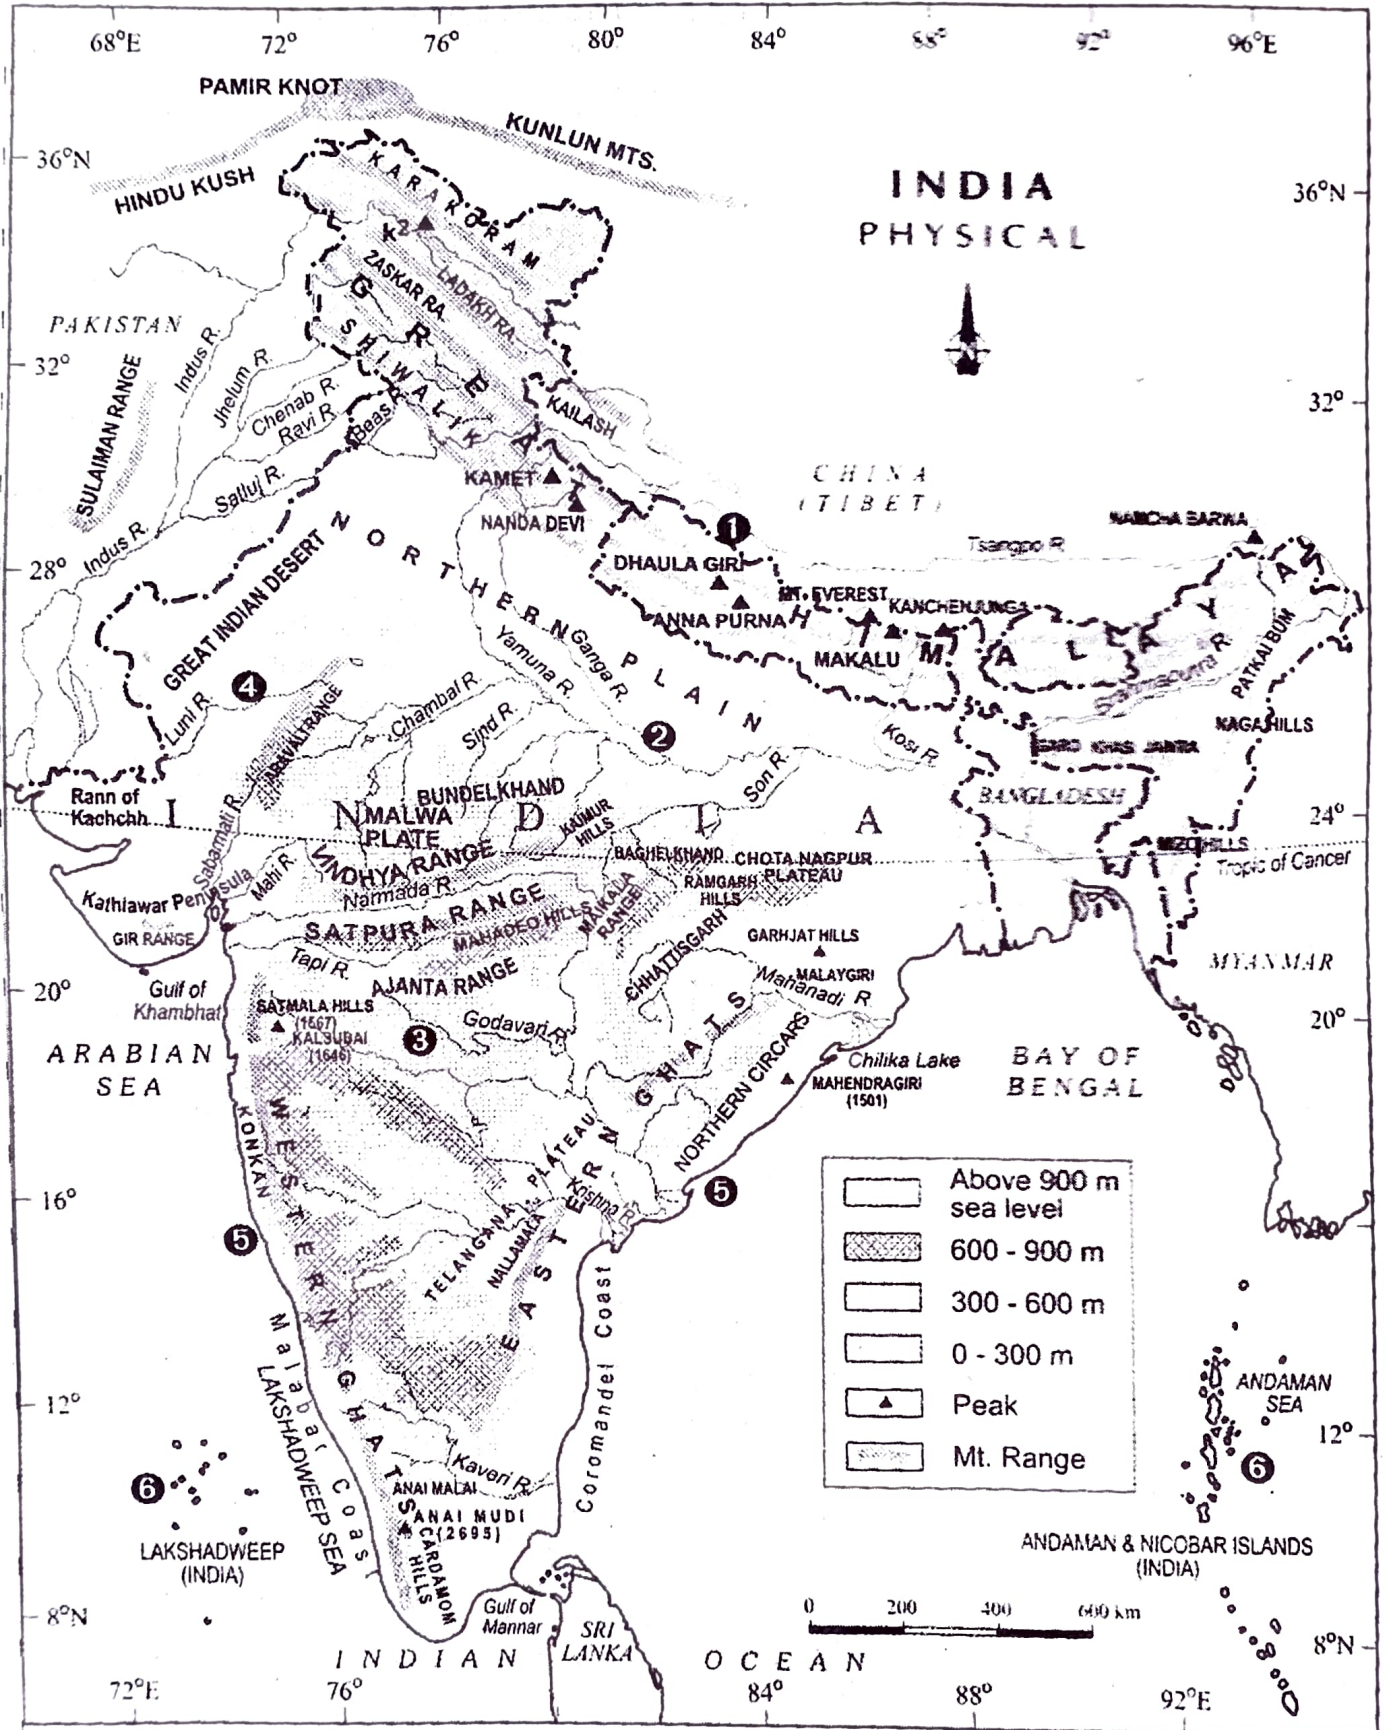 68°E 72° 76° 80° 84° 88° 92° 96°E
PAMIR KNOT
KUNLUN MTS.
36°N
HINDU KUSH
KARAKORAM
INDIA
PHYSICAL
36°N
K2
ZASKAR RA.
LADAKH RA.
GREAT
SHIWALIK
PAKISTAN
Indus R.
Jhelum R.
32°
SULAIMAN RANGE
Chenab R.
Ravi R.
Beas R.
KAILASH
32°
Satluj R.
KAMET
NANDA DEVI
CHINA
(TIBET)
NAMCHA BARWA
Tsangpo R.
Indus R.
28°
GREAT INDIAN DESERT
NORTHERN PLAIN
1
DHAULA GIRI
ANNA PURNA
MT. EVEREST
KANCHENJUNGA
MAKALU
H
M A L A Y A
PATKAI BUM
Brahmaputra R.
NAGA HILLS
Yamuna R.
Ganga R.
4
Luni R.
ARAVALI RANGE
Chambal R.
Sind R.
2
Kosi R.
GARO KHASI JAINTIA
BANGLADESH
Rann of
Kachchh
I N D I A
MALWA
PLATE
BUNDELKHAND
KAIMUR
HILLS
Son R.
24°
Sabarmati R.
Mahi R.
VINDHYA RANGE
Narmada R.
BAGHELKHAND
CHOTA NAGPUR
PLATEAU
RAMGARH
HILLS
MIZO HILLS
Tropic of Cancer
Kathiawar Peninsula
GIR RANGE
SATPURA RANGE
MAHADEO HILLS
MAIKALA
RANGE
CHHATTISGARH
GARHJAT HILLS
MALAYGIRI
MYANMAR
Tapi R.
AJANTA RANGE
Mahanadi R
20°
Gulf of
Khambhat
SATMALA HILLS
(1667)
KALSUBAI
(1646)
3
Godavari R.
20°
ARABIAN
SEA
Chilika Lake
MAHENDRAGIRI
(1501)
BAY OF
BENGAL
NORTHERN CIRCARS
KONKAN
WESTERN GHATS
EASTERN GHATS
TELANGANA PLATEAU
NALLAMALA
Krishna R.
16°
5
5
Above 900 m
sea level
600 - 900 m
300 - 600 m
0 - 300 m
Peak
Mt. Range
Malabar Coast
LAKSHADWEEP SEA
Coromandel Coast
12°
ANDAMAN
SEA
12°
6
6
Kaveri R.
ANAI MALAI
ANAI MUDI
(2695)
CARDAMOM
HILLS
LAKSHADWEEP
(INDIA)
ANDAMAN & NICOBAR ISLANDS
(INDIA)
8°N
Gulf of
Mannar
SRI
LANKA
0 200 400 600 km
8°N
INDIAN OCEAN
72°E 76° 84° 88° 92°E